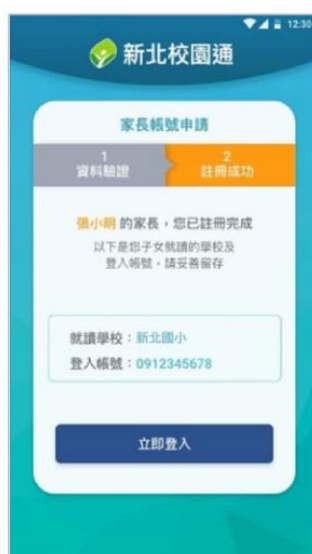 12:30
新北校園通
家長帳號申請
1
資料驗證
2
註冊成功
張小明 的家長，您已註冊完成
以下是您子女就讀的學校及
登入帳號，請妥善留存
就讀學校：新北國小
登入帳號：0912345678
立即登入